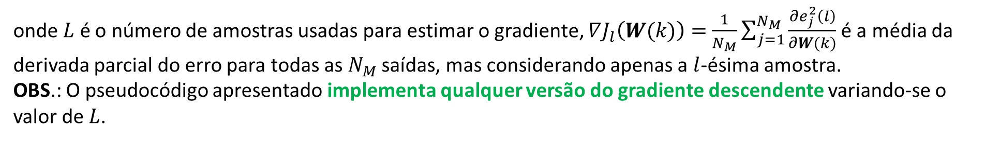 onde L é o número de amostras usadas para estimar o gradiente, ∇J_l(W(k)) = 1/N_M ∑_{j=1}^{N_M} ∂e_j^2(l)/∂W(k) é a média da
derivada parcial do erro para todas as N_M saídas, mas considerando apenas a l-ésima amostra.
OBS.: O pseudocódigo apresentado implementa qualquer versão do gradiente descendente variando-se o
valor de L.